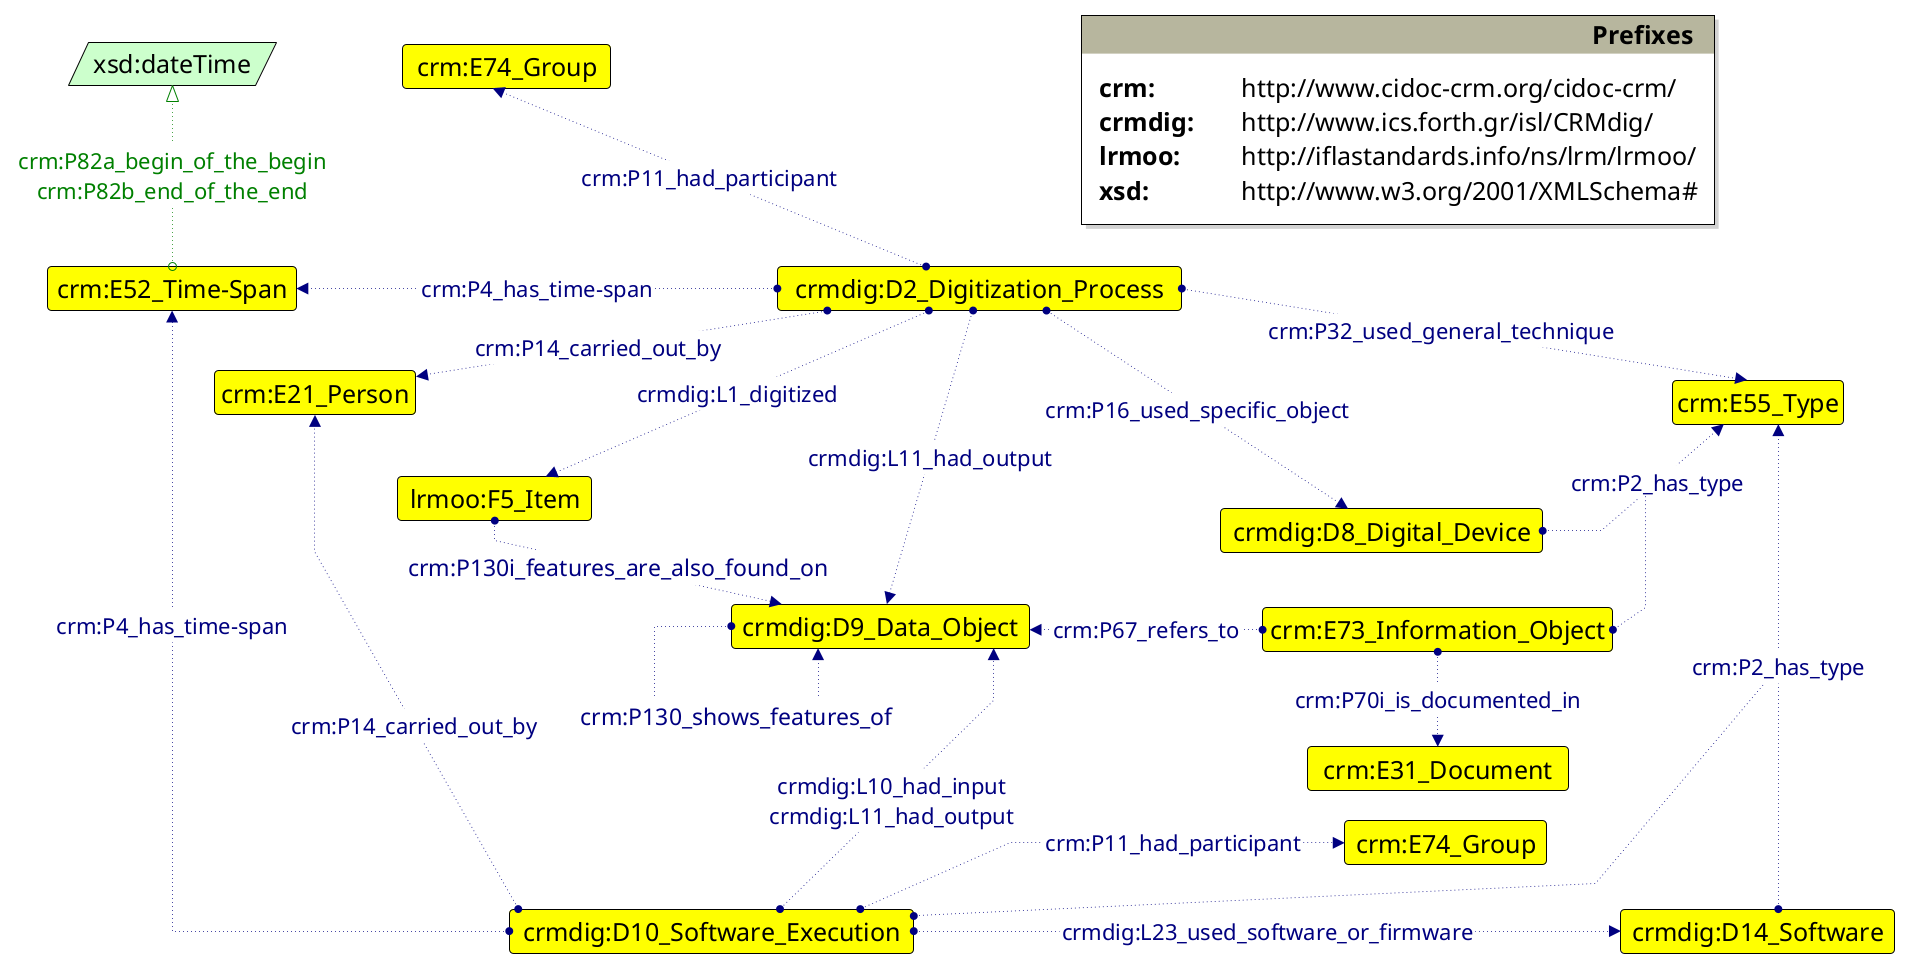 Prefixes
crm: http://www.cidoc-crm.org/cidoc-crm/
crmdig: http://www.ics.forth.gr/isl/CRMdig/
lrmoo: http://iflastandards.info/ns/lrm/lrmoo/
xsd: http://www.w3.org/2001/XMLSchema#
xsd:dateTime
crm:E74_Group
crm:P82a_begin_of_the_begin
crm:P82b_end_of_the_end
crm:P11_had_participant
crm:E52_Time-Span
crm:P4_has_time-span
crmdig:D2_Digitization_Process
crm:P32_used_general_technique
crm:P14_carried_out_by
crm:E21_Person
crmdig:L1_digitized
crm:P16_used_specific_object
crm:E55_Type
crmdig:L11_had_output
crm:P2_has_type
lrmoo:F5_Item
crmdig:D8_Digital_Device
crm:P130i_features_are_also_found_on
crm:P4_has_time-span
crmdig:D9_Data_Object
crm:P67_refers_to
crm:E73_Information_Object
crm:P2_has_type
crm:P70i_is_documented_in
crm:P14_carried_out_by
crm:P130_shows_features_of
crm:E31_Document
crmdig:L10_had_input
crmdig:L11_had_output
crm:P11_had_participant
crm:E74_Group
crmdig:D10_Software_Execution
crmdig:L23_used_software_or_firmware
crmdig:D14_Software